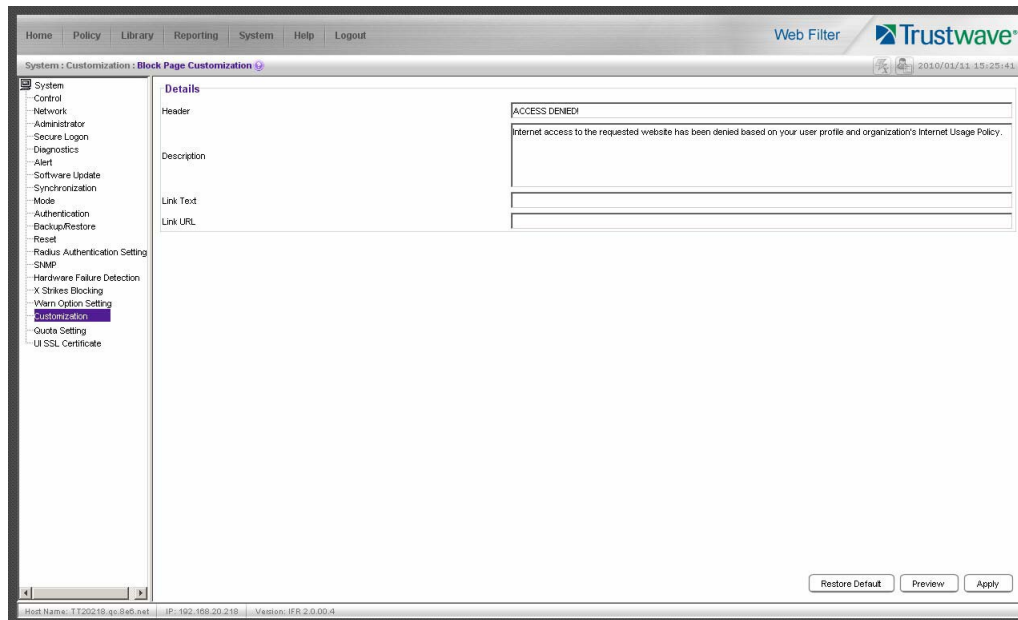 Home Policy Library Reporting System Help Logout
Web Filter
Trustwave®
System : Customization : Block Page Customization
2010/01/11 15:25:41
System
Control
Network
Administrator
Secure Logon
Diagnostics
Alert
Software Update
Synchronization
Mode
Authentication
Backup/Restore
Reset
Radius Authentication Setting
SNMP
Hardware Failure Detection
X Strikes Blocking
Warn Option Setting
Customization
Quota Setting
UI SSL Certificate
Details
Header
ACCESS DENIED!
Description
Internet access to the requested website has been denied based on your user profile and organization's Internet Usage Policy.
Link Text
Link URL
Restore Default Preview Apply
Host Name: TT20218.qc.8e6.net IP: 192.168.20.218 Version: IFR 2.0.00.4